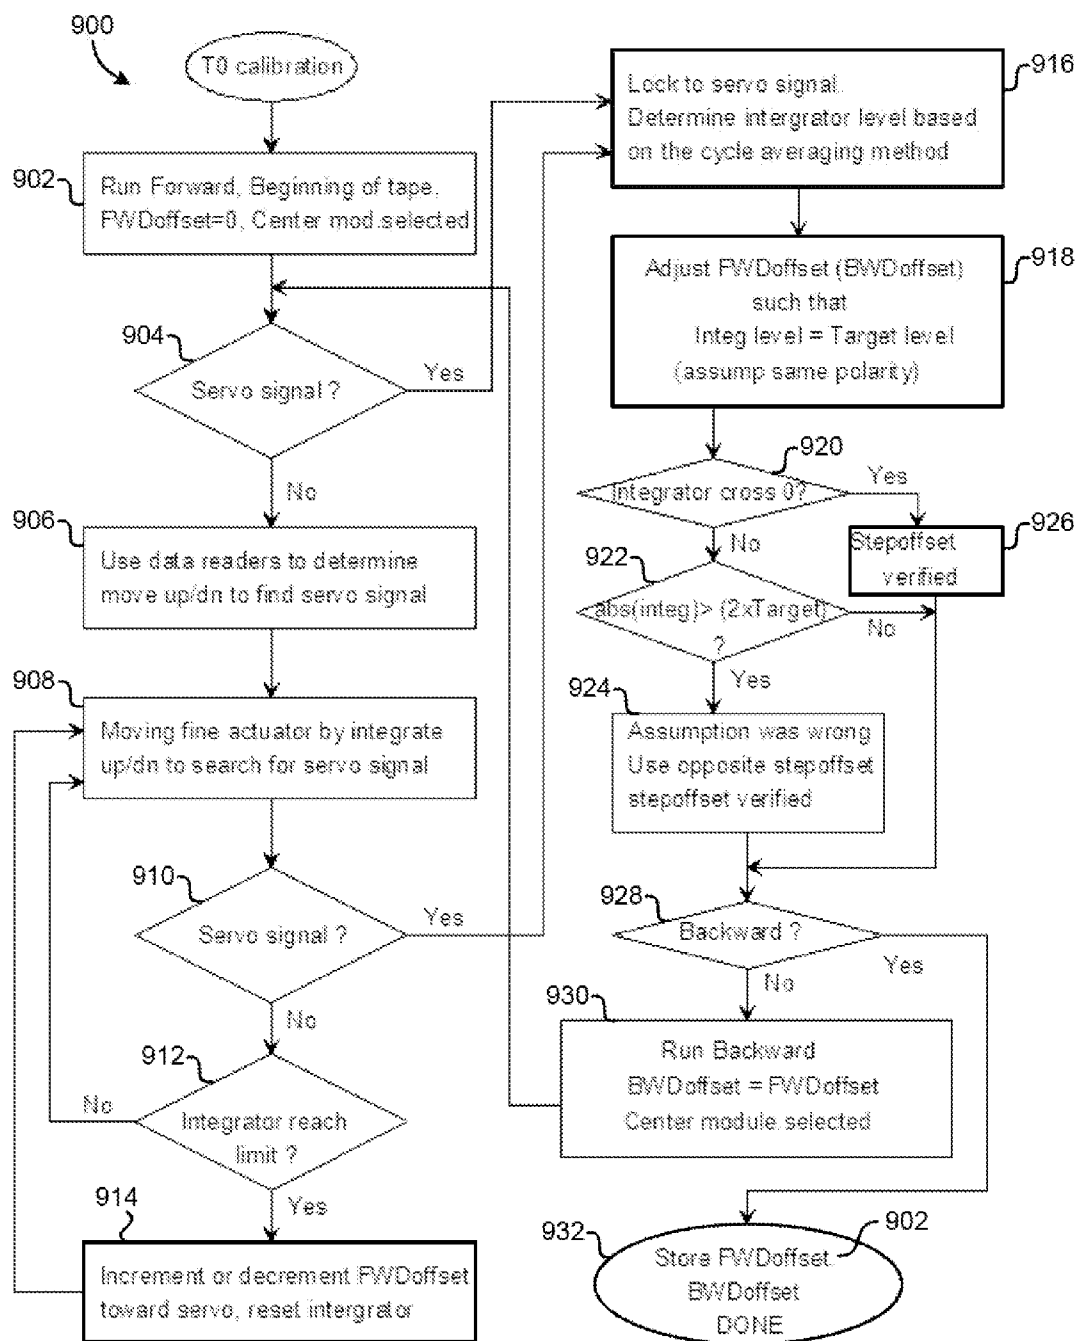 900
T0 calibration
902
Run Forward, Beginning of tape,
FWDoffset=0, Center mod.selected
904
Servo signal ?
Yes
No
906
Use data readers to determine
move up/dn to find servo signal
908
Moving fine actuator by integrate
up/dn to search for servo signal
910
Servo signal ?
Yes
No
912
No
Integrator reach
limit ?
Yes
914
Increment or decrement FWDoffset
toward servo, reset intergrator
916
Lock to servo signal.
Determine intergrator level based
on the cycle averaging method
918
Adjust FWDoffset (BWDoffset)
such that
Integ level = Target level
(assump same polarity)
920
Integrator cross 0?
Yes
No
926
Stepoffset
verified
922
abs(integ)> (2xTarget)
?
No
Yes
924
Assumption was wrong
Use opposite stepoffset
stepoffset verified
928
Backward ?
Yes
No
930
Run Backward
BWDoffset = FWDoffset
Center module selected
932
902
Store FWDoffset.
BWDoffset
DONE